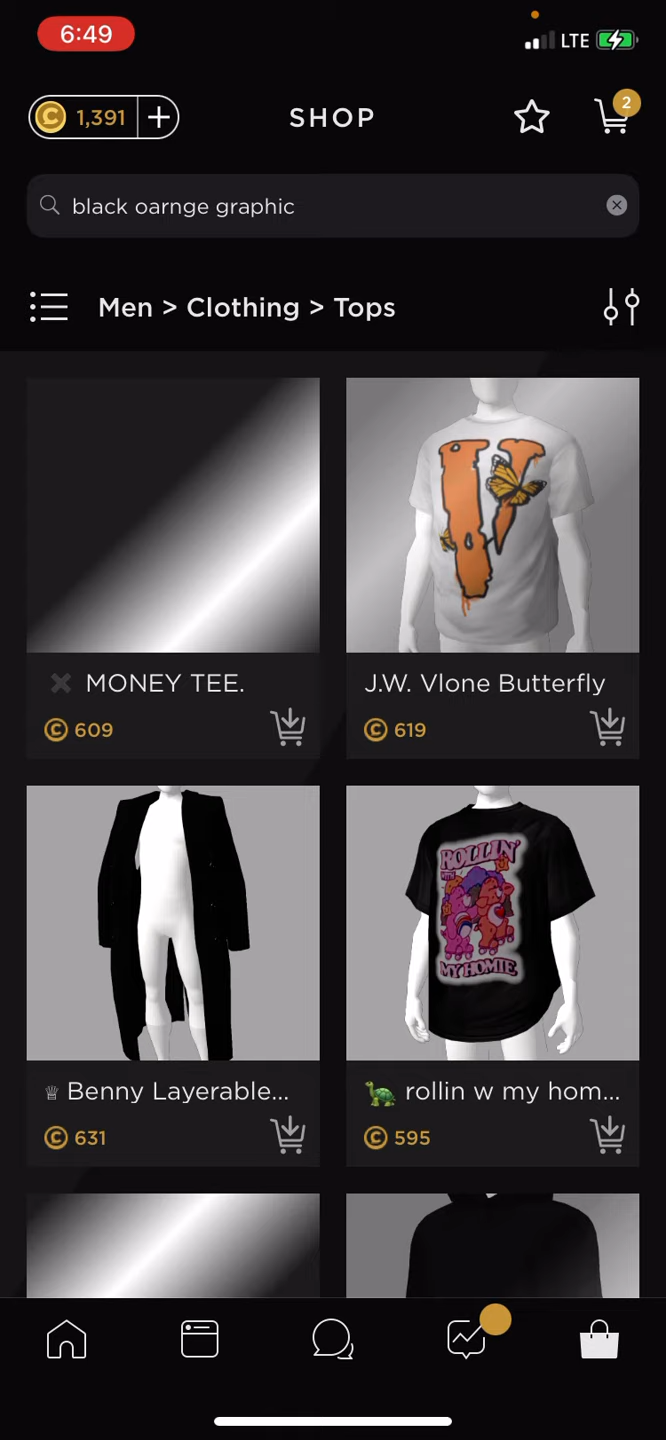 6:49
LTE
1,391
SHOP
2
black oarnge graphic
Men > Clothing > Tops
MONEY TEE.
609
J.W. Vlone Butterfly
619
ROLLIN'
WITH
MY HOMIE
♕ Benny Layerable...
631
🐢 rollin w my hom...
595